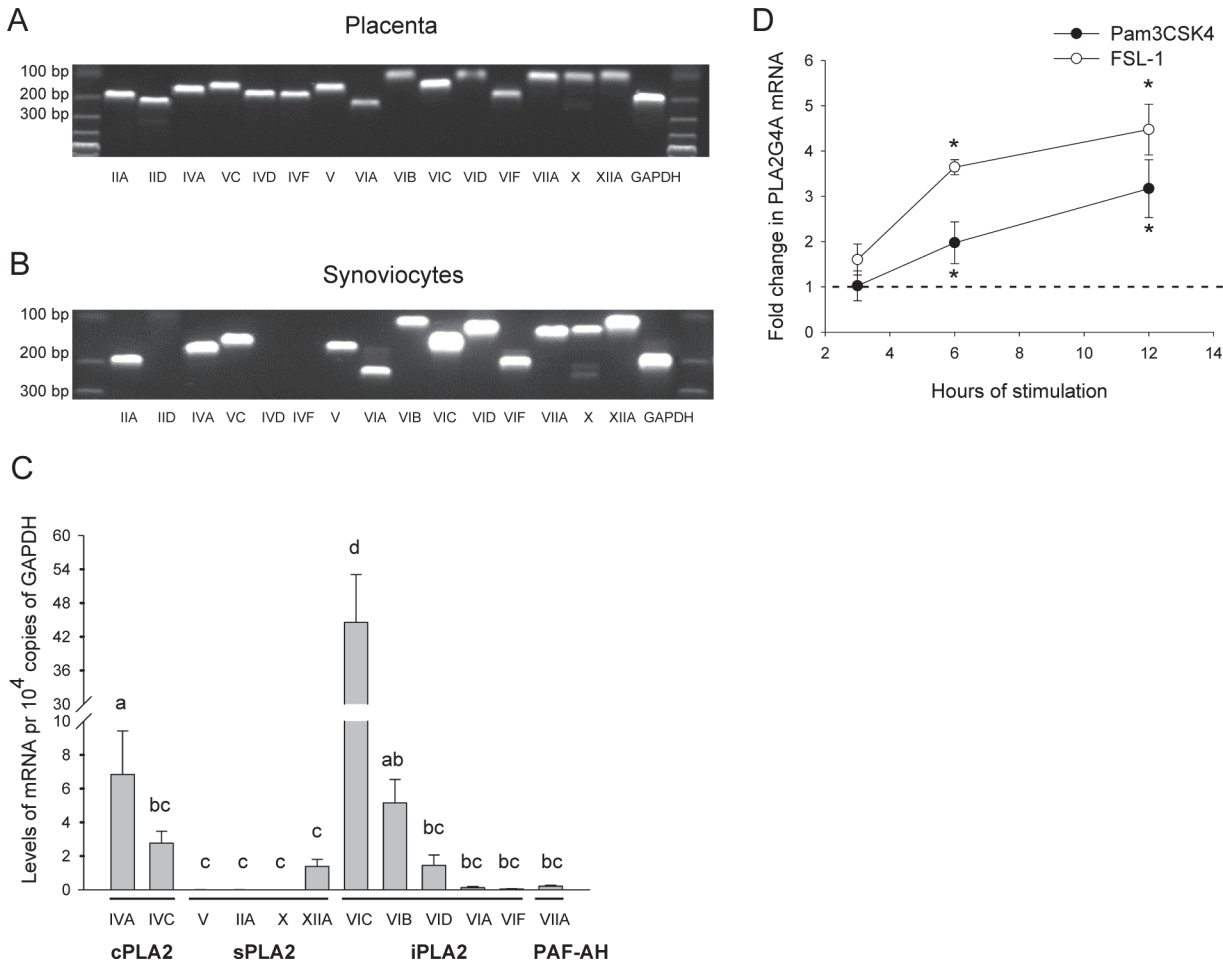 A
Placenta
100 bp
200 bp
300 bp
IIA IID IVA VC IVD IVF V VIA VIB VIC VID VIF VIIA X XIIA GAPDH
B
Synoviocytes
100 bp
200 bp
300 bp
IIA IID IVA VC IVD IVF V VIA VIB VIC VID VIF VIIA X XIIA GAPDH
C
Levels of mRNA pr 10^4 copies of GAPDH
60
54
48
42
36
30
10
8
6
4
2
0
a bc c c c c d ab bc bc bc bc
IVA IVC V IIA X XIIA VIC VIB VID VIA VIF VIIA
cPLA2 sPLA2 iPLA2 PAF-AH
D
Pam3CSK4
FSL-1
Fold change in PLA2G4A mRNA
6
5
4
3
2
1
0
* *
* *
2 4 6 8 10 12 14
Hours of stimulation